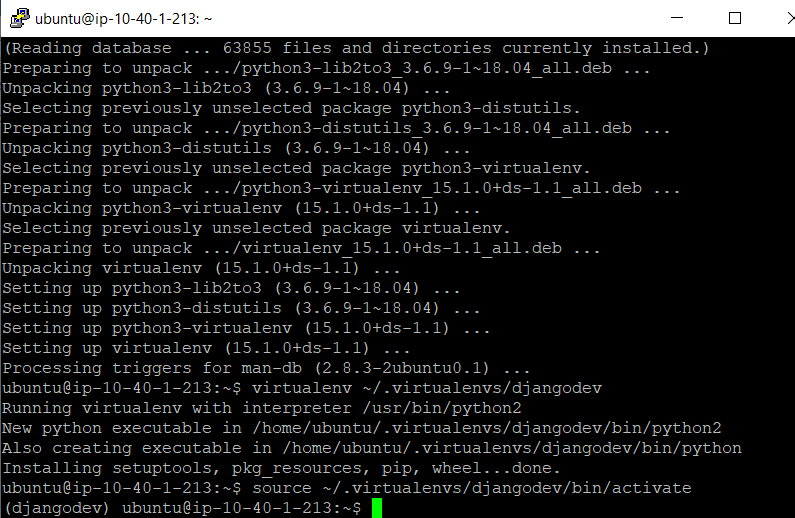 ubuntu@ip-10-40-1-213: ~
(Reading database ... 63855 files and directories currently installed.)
Preparing to unpack .../python3-lib2to3_3.6.9-1~18.04_all.deb ...
Unpacking python3-lib2to3 (3.6.9-1~18.04) ...
Selecting previously unselected package python3-distutils.
Preparing to unpack .../python3-distutils_3.6.9-1~18.04_all.deb ...
Unpacking python3-distutils (3.6.9-1~18.04) ...
Selecting previously unselected package python3-virtualenv.
Preparing to unpack .../python3-virtualenv_15.1.0+ds-1.1_all.deb ...
Unpacking python3-virtualenv (15.1.0+ds-1.1) ...
Selecting previously unselected package virtualenv.
Preparing to unpack .../virtualenv_15.1.0+ds-1.1_all.deb ...
Unpacking virtualenv (15.1.0+ds-1.1) ...
Setting up python3-lib2to3 (3.6.9-1~18.04) ...
Setting up python3-distutils (3.6.9-1~18.04) ...
Setting up python3-virtualenv (15.1.0+ds-1.1) ...
Setting up virtualenv (15.1.0+ds-1.1) ...
Processing triggers for man-db (2.8.3-2ubuntu0.1) ...
ubuntu@ip-10-40-1-213:~$ virtualenv ~/.virtualenvs/djangodev
Running virtualenv with interpreter /usr/bin/python2
New python executable in /home/ubuntu/.virtualenvs/djangodev/bin/python2
Also creating executable in /home/ubuntu/.virtualenvs/djangodev/bin/python
Installing setuptools, pkg_resources, pip, wheel...done.
ubuntu@ip-10-40-1-213:~$ source ~/.virtualenvs/djangodev/bin/activate
(djangodev) ubuntu@ip-10-40-1-213:~$